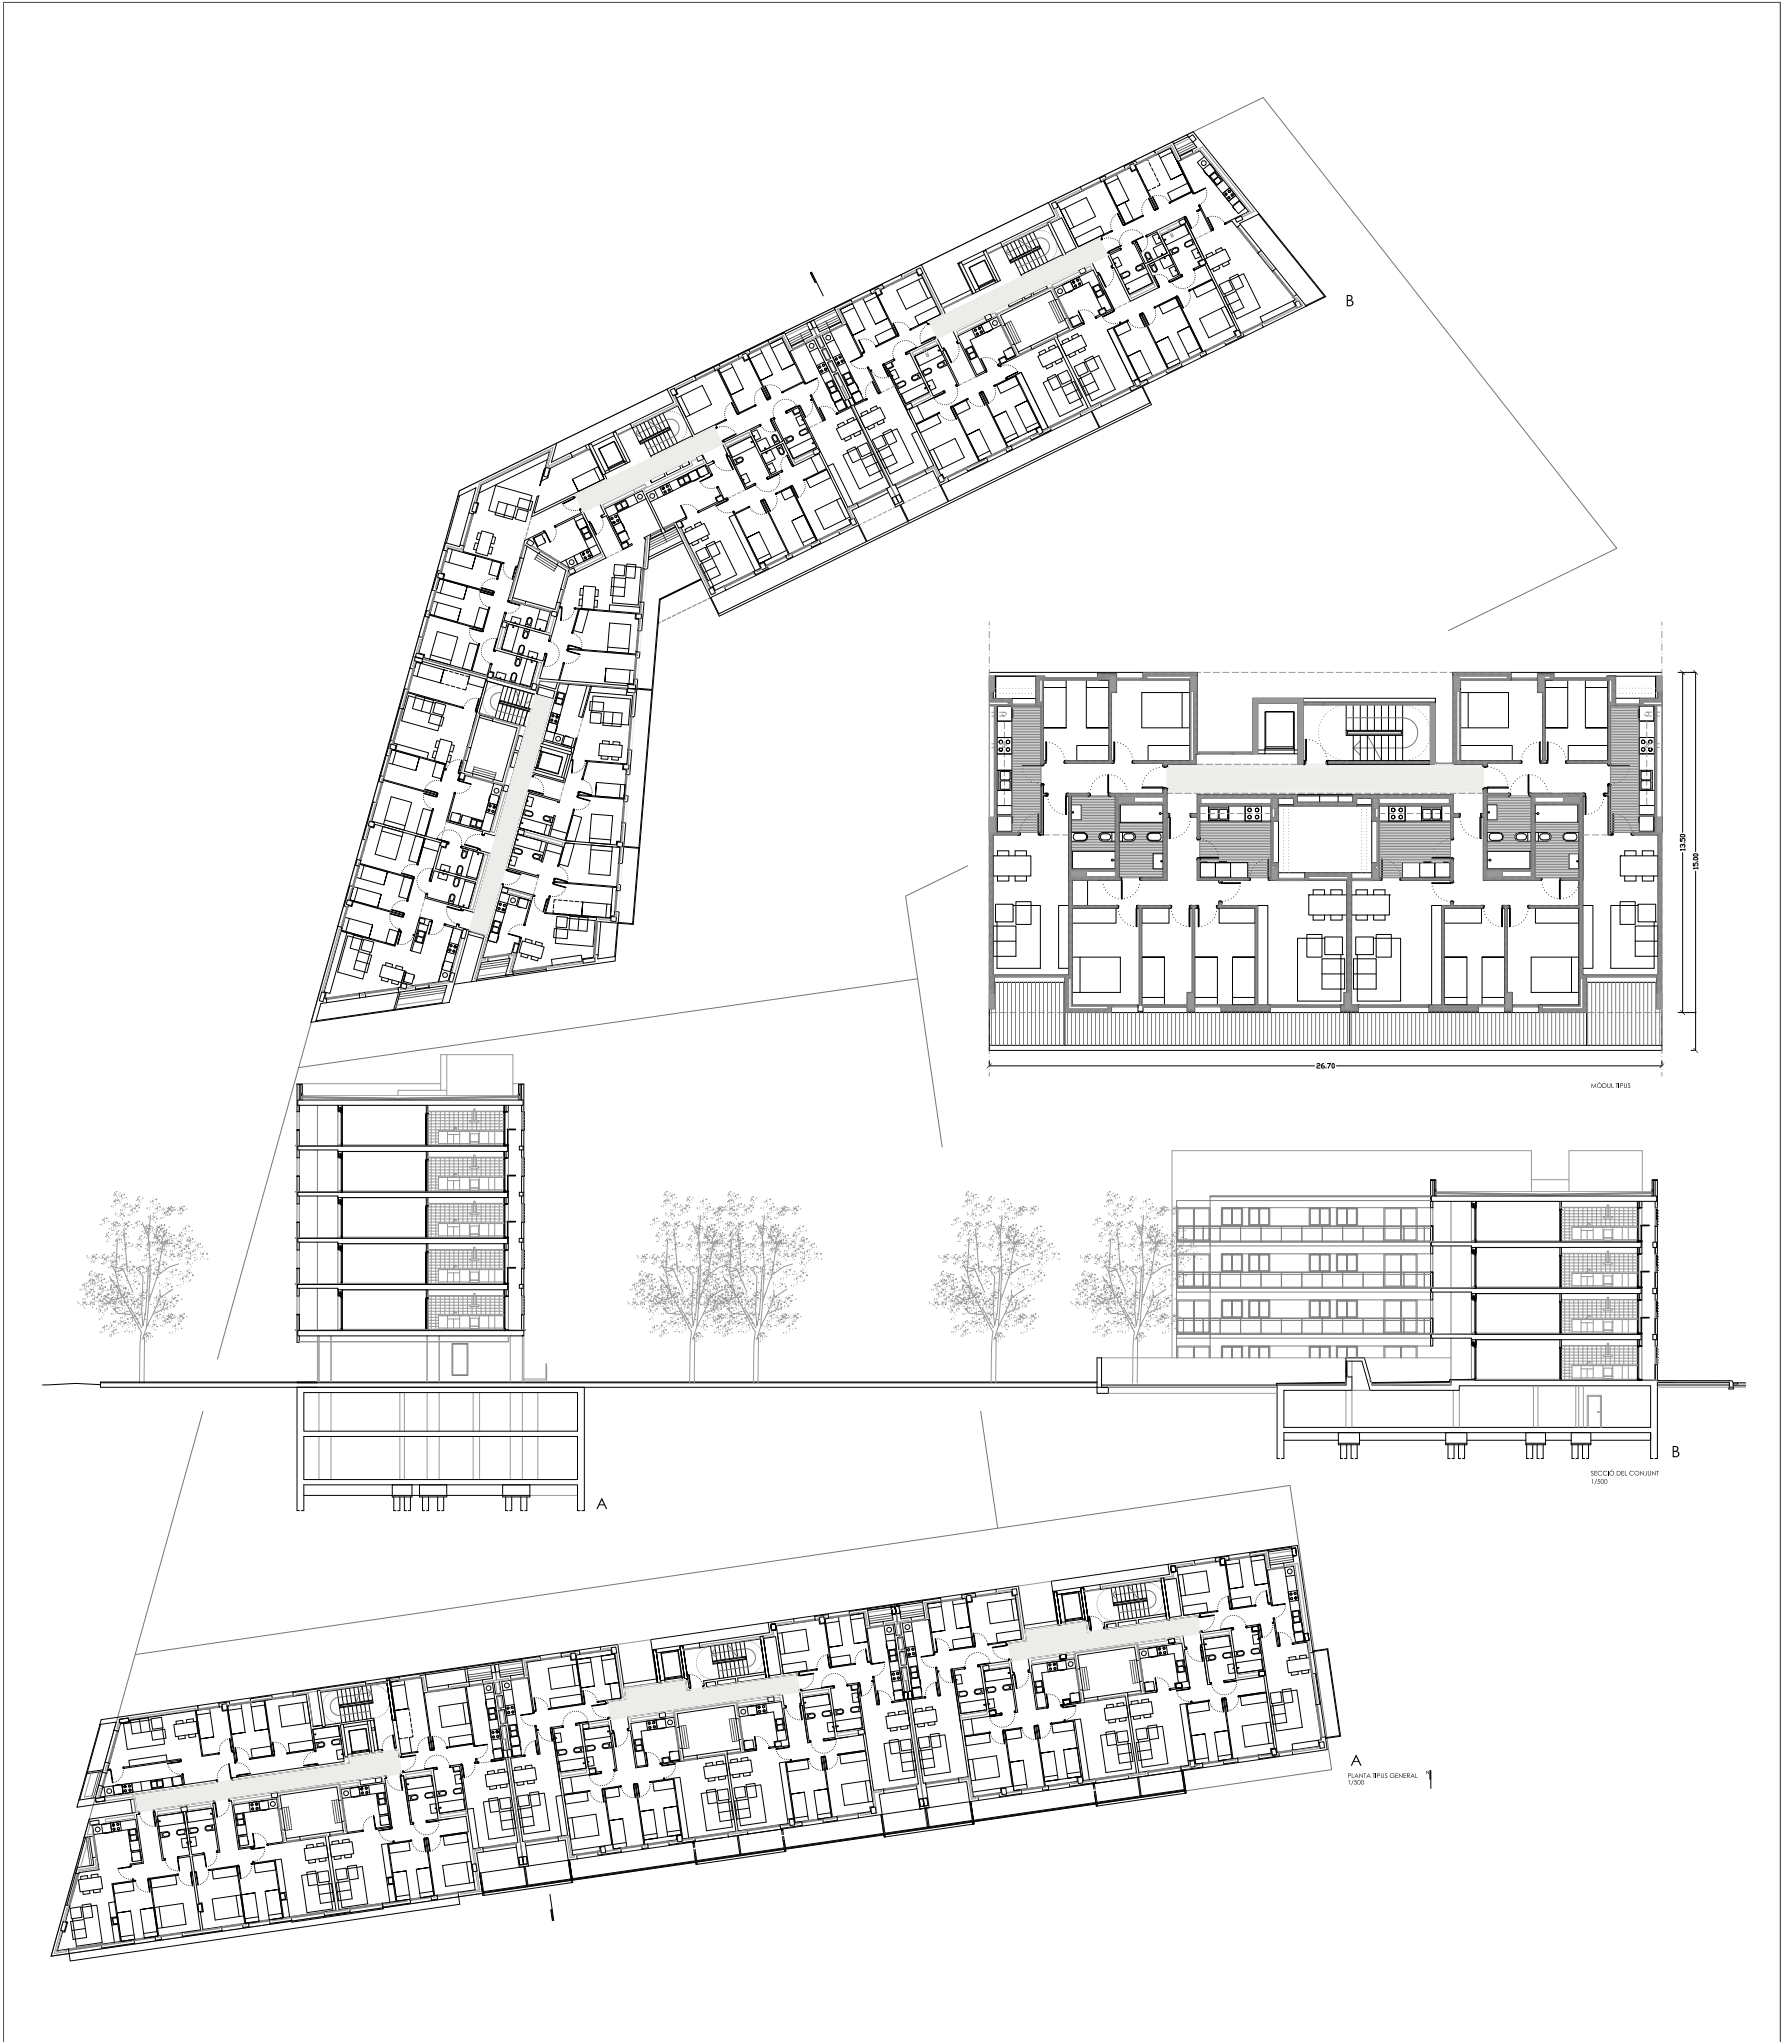 B
13.50
15.00
26.70
MÒDUL TIPUS
B
SECCIÓ DEL CONJUNT
1/500
A
A
PLANTA TIPUS GENERAL
1/500